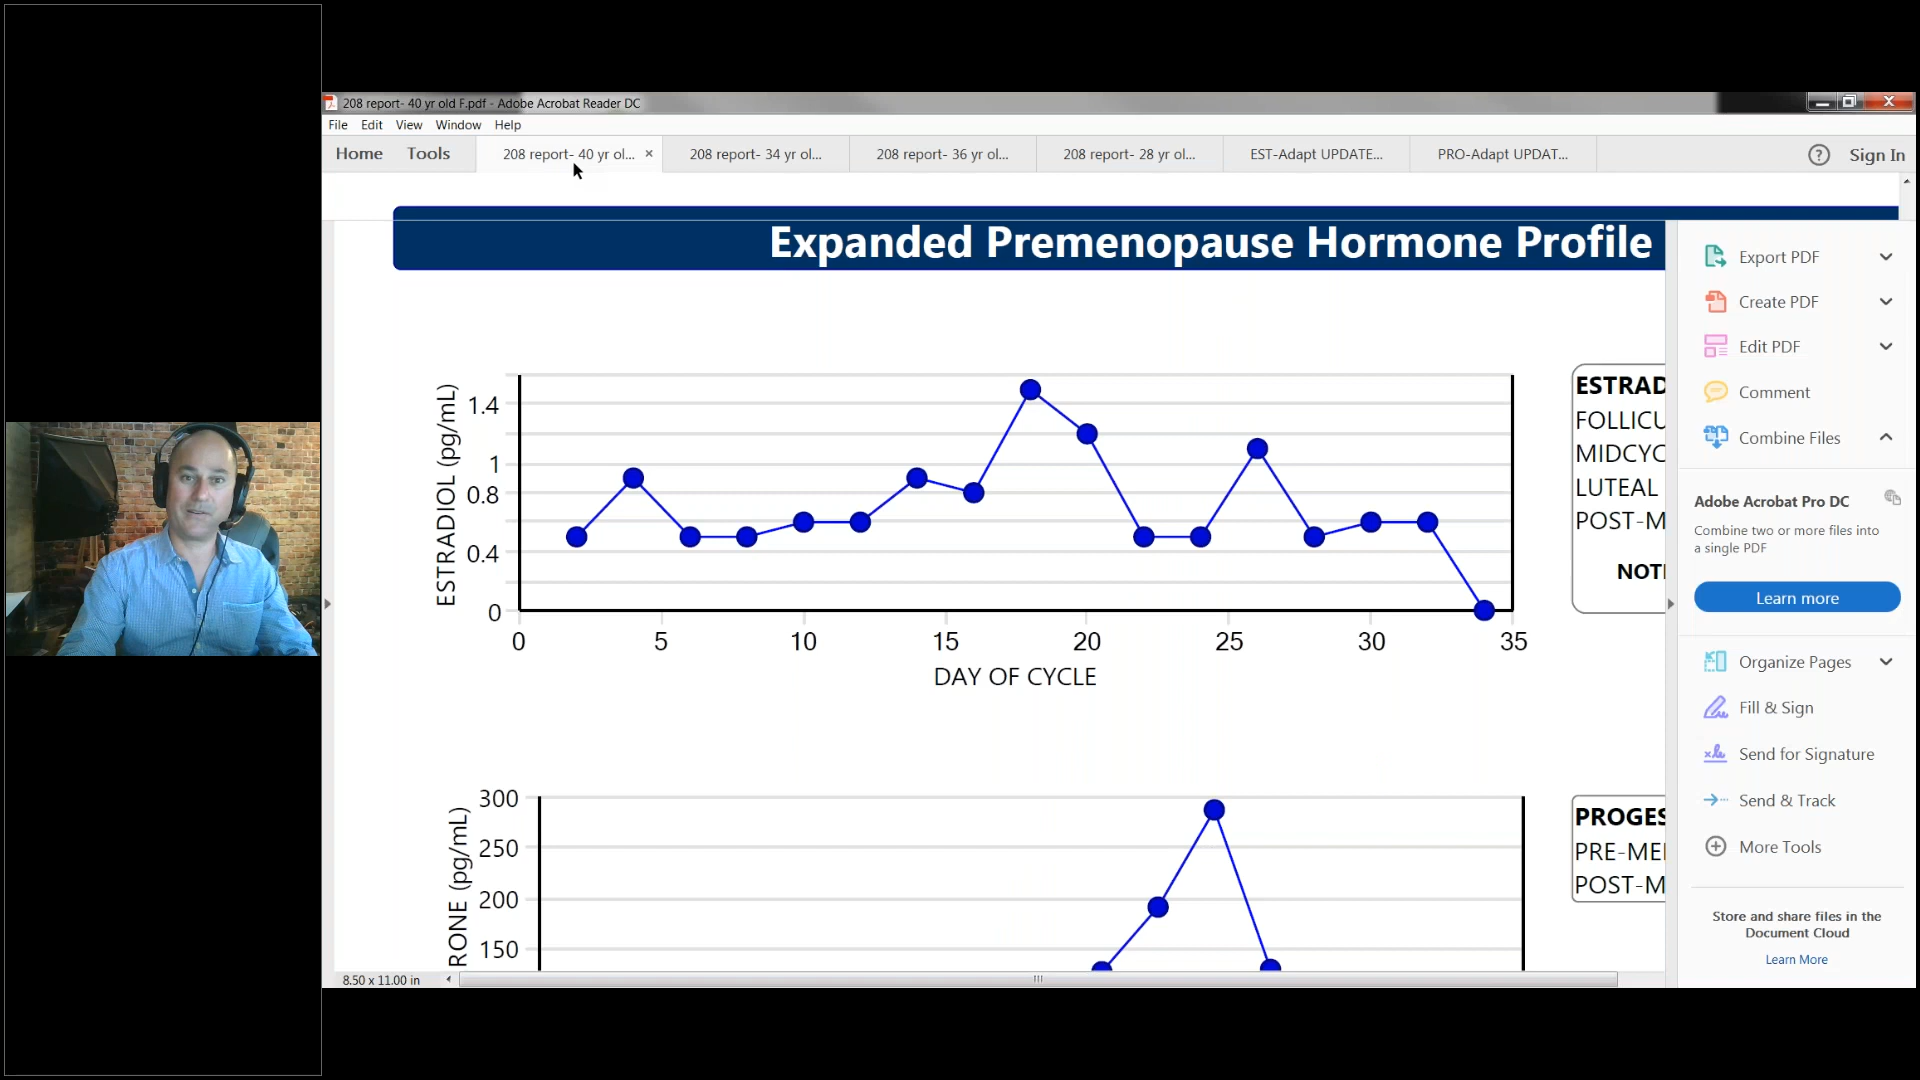 208 report- 40 yr old F.pdf - Adobe Acrobat Reader DC
File Edit View Window Help
Home Tools 208 report- 40 yr ol... × 208 report- 34 yr ol... 208 report- 36 yr ol... 208 report- 28 yr ol... EST-Adapt UPDATE... PRO-Adapt UPDAT... ? Sign In
Expanded Premenopause Hormone Profile
ESTRADIOL (pg/mL)
1.4
1
0.8
0.4
0
0 5 10 15 20 25 30 35
DAY OF CYCLE
ESTRAD
FOLLICU
MIDCYC
LUTEAL
POST-M
NOT
RONE (pg/mL)
300
250
200
150
PROGES
PRE-ME
POST-M
8.50 x 11.00 in
Export PDF
Create PDF
Edit PDF
Comment
Combine Files
Adobe Acrobat Pro DC
Combine two or more files into
a single PDF
Learn more
Organize Pages
Fill & Sign
Send for Signature
Send & Track
More Tools
Store and share files in the
Document Cloud
Learn More